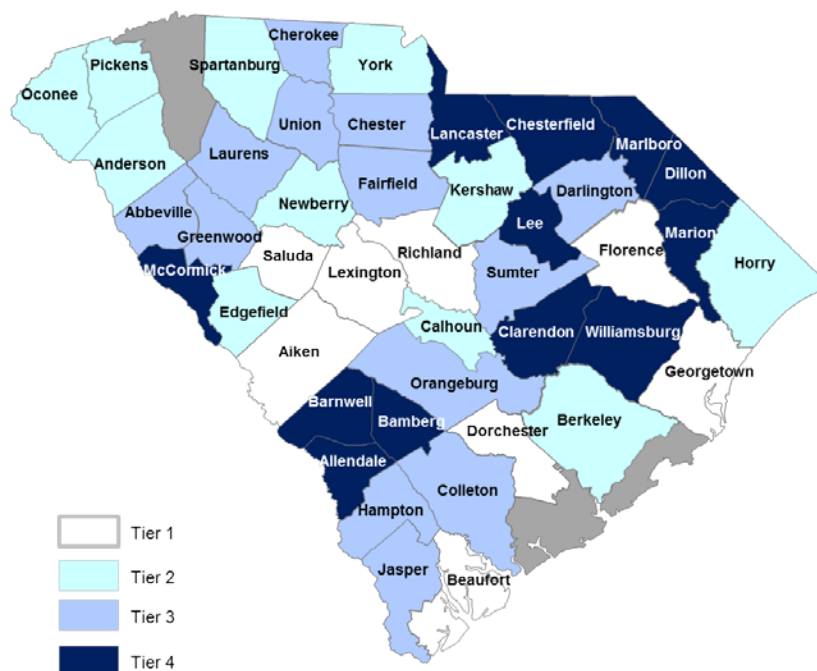 Cherokee
Pickens
Spartanburg
York
Oconee
Union
Chester
Lancaster
Chesterfield
Marlboro
Anderson
Laurens
Dillon
Fairfield
Kershaw
Darlington
Newberry
Abbeville
Greenwood
Lee
Marion
Saluda
Richland
Florence
McCormick
Lexington
Sumter
Horry
Edgefield
Calhoun
Clarendon
Williamsburg
Aiken
Georgetown
Orangeburg
Barnwell
Bamberg
Dorchester
Berkeley
Allendale
Colleton
Hampton
Jasper
Beaufort
Tier 1
Tier 2
Tier 3
Tier 4